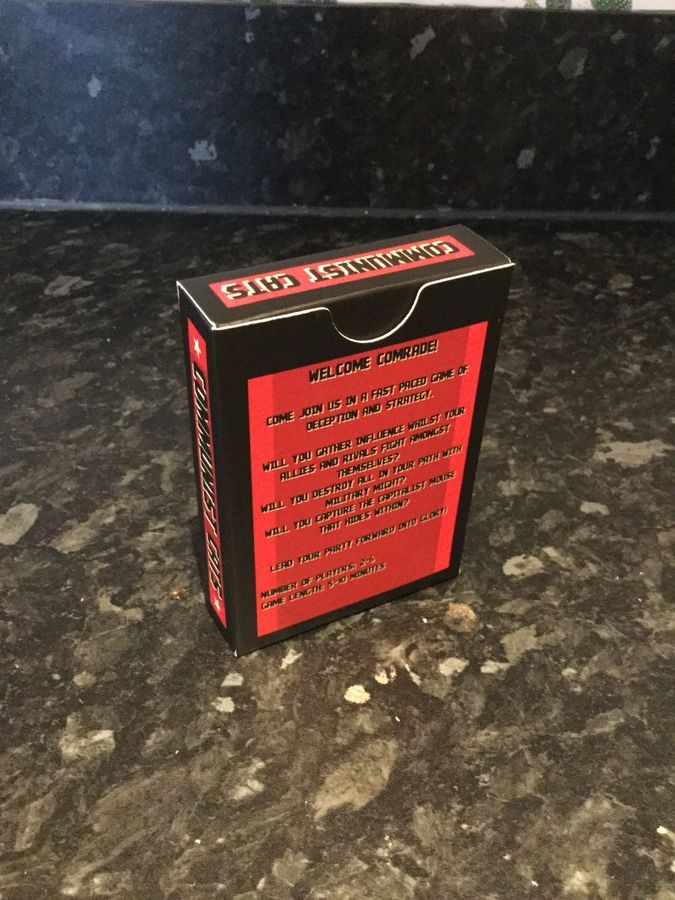 COMMUNIST CATS
COMMUNIST CATS
WELCOME COMRADE!
COME JOIN US IN A FAST PACED GAME OF
DECEPTION AND STRATEGY.
WILL YOU GATHER INFLUENCE WHILST YOUR
ALLIES AND RIVALS FIGHT AMONGST
THEMSELVES?
WILL YOU DESTROY ALL IN YOUR PATH WITH
MILITARY MIGHT?
WILL YOU CAPTURE THE CAPITALIST MOUSE
THAT HIDES WITHIN?
LEAD YOUR PARTY FORWARD INTO GLORY!
NUMBER OF PLAYERS: 2-6
GAME LENGTH: 5-10 MINUTES